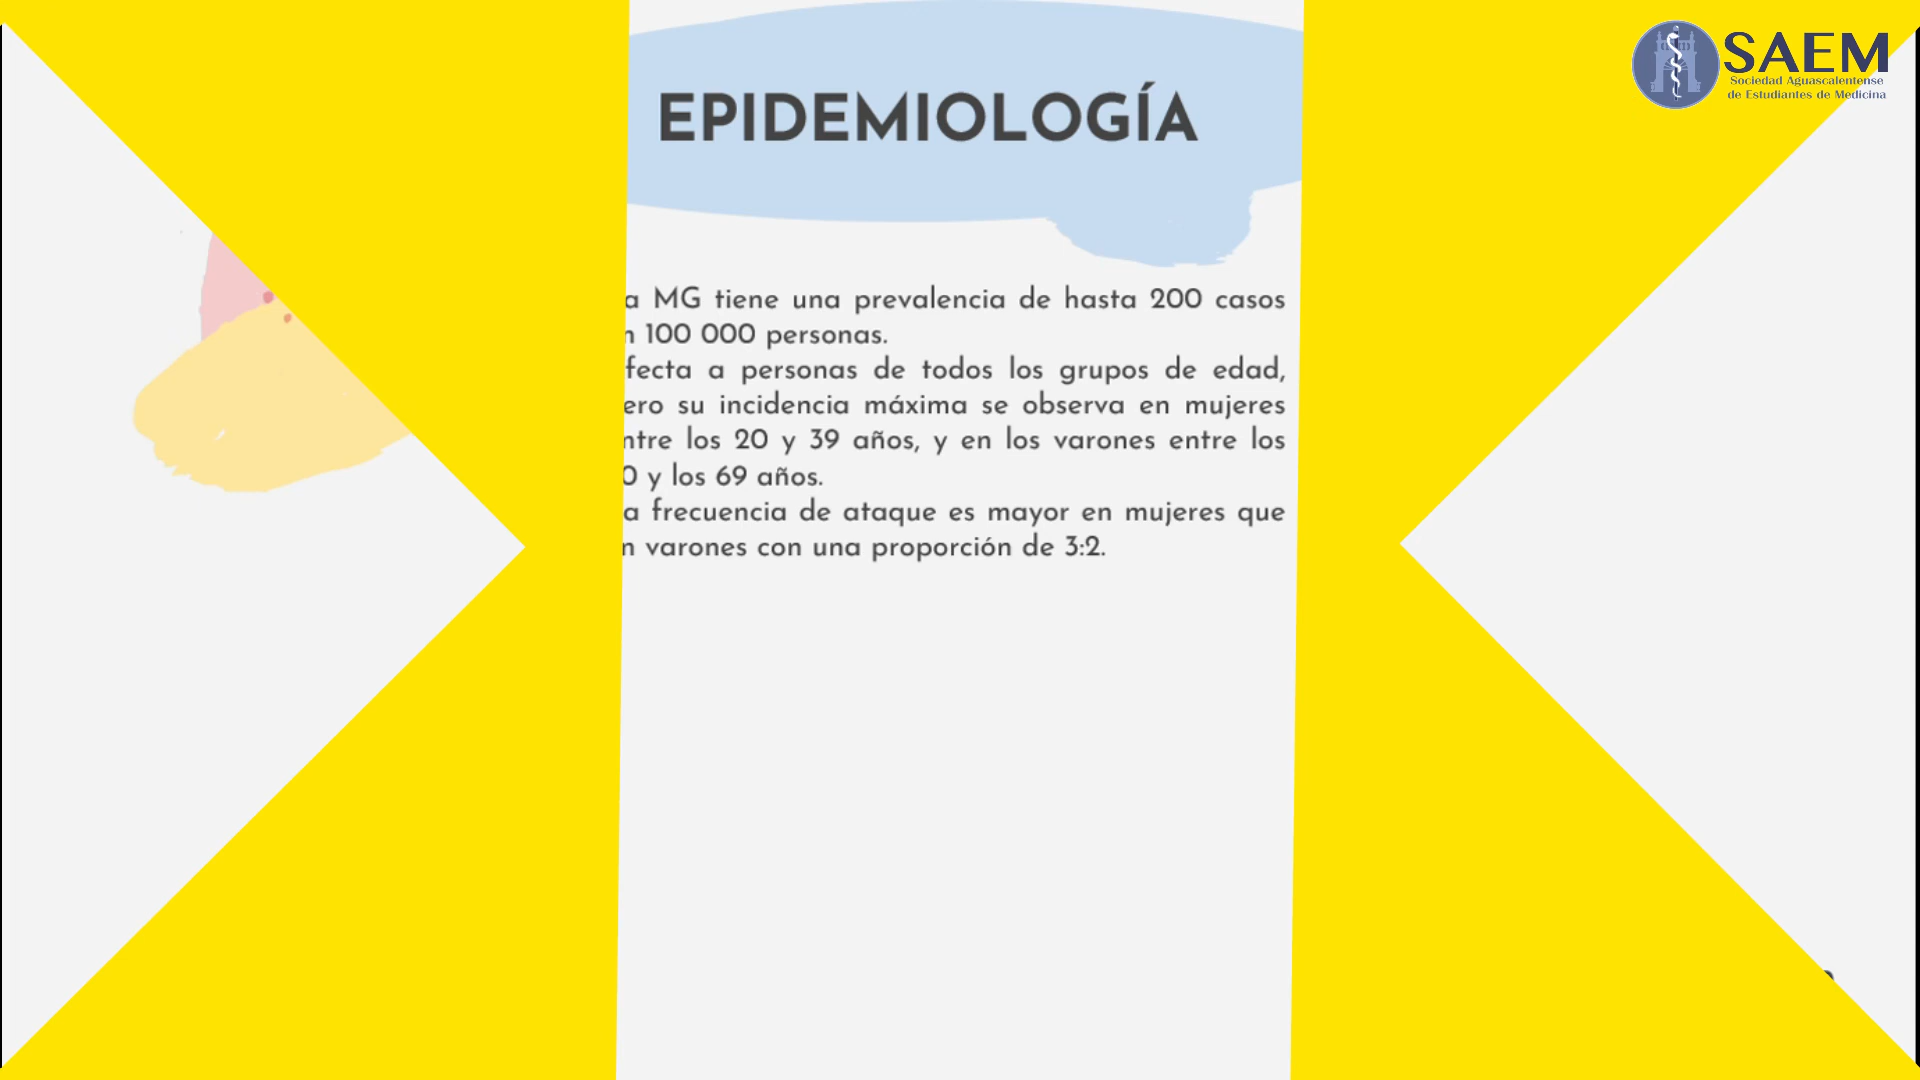 SAEM
Sociedad Aguascalentense
de Estudiantes de Medicina
EPIDEMIOLOGÍA
a MG tiene una prevalencia de hasta 200 casos
n 100 000 personas.
fecta a personas de todos los grupos de edad,
ero su incidencia máxima se observa en mujeres
ntre los 20 y 39 años, y en los varones entre los
0 y los 69 años.
a frecuencia de ataque es mayor en mujeres que
n varones con una proporción de 3:2.